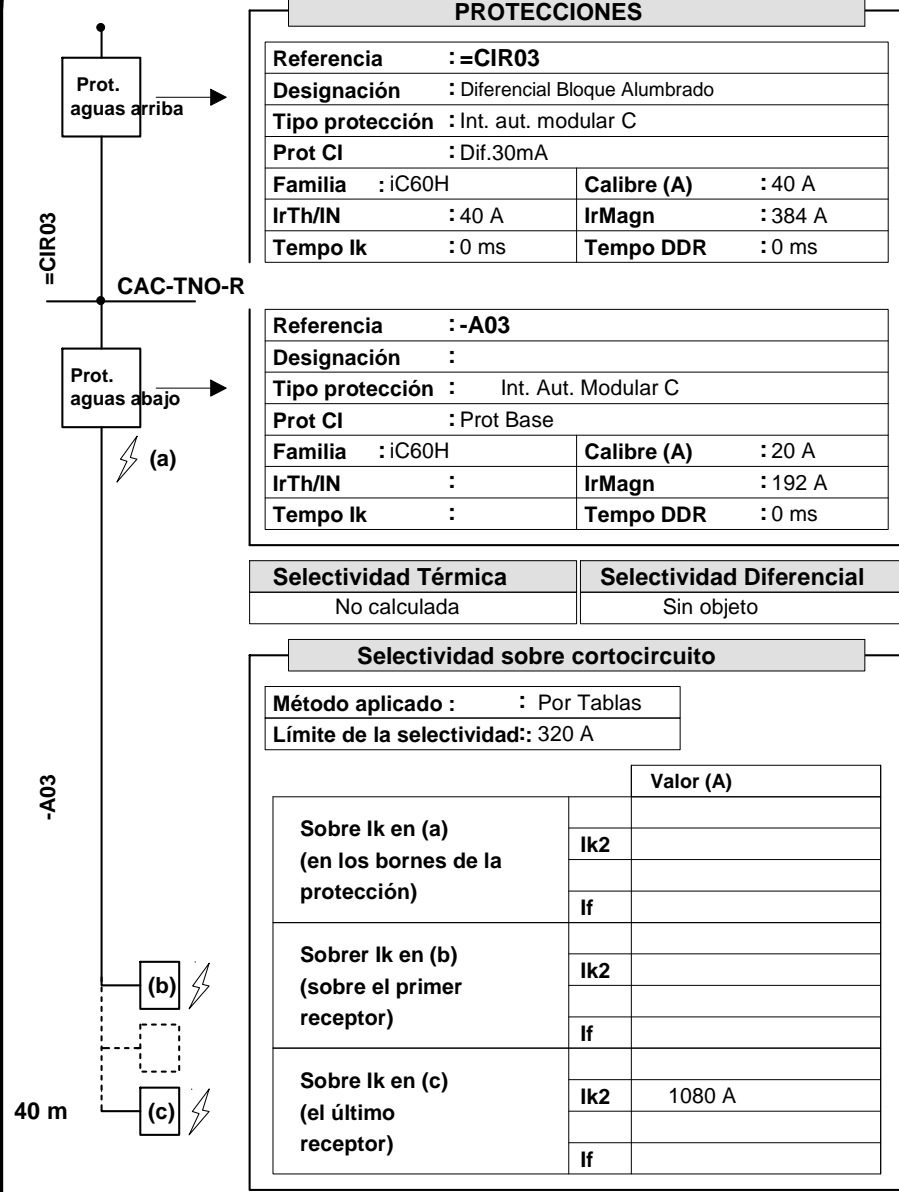 PROTECCIONES
Prot.
aguas arriba
Referencia : =CIR03
Designación : Diferencial Bloque Alumbrado
Tipo protección : Int. aut. modular C
Prot CI : Dif.30mA
Familia : iC60H Calibre (A) : 40 A
IrTh/IN : 40 A IrMagn : 384 A
Tempo Ik : 0 ms Tempo DDR : 0 ms
=CIR03
CAC-TNO-R
Prot.
aguas abajo
(a)
Referencia : -A03
Designación :
Tipo protección : Int. Aut. Modular C
Prot CI : Prot Base
Familia : iC60H Calibre (A) : 20 A
IrTh/IN : IrMagn : 192 A
Tempo Ik : Tempo DDR : 0 ms
Selectividad Térmica Selectividad Diferencial
No calculada Sin objeto
Selectividad sobre cortocircuito
Método aplicado : : Por Tablas
Límite de la selectividad:: 320 A
-A03
Valor (A)
Sobre Ik en (a)
(en los bornes de la
protección)
Ik2
If
(b)
Sobrer Ik en (b)
(sobre el primer
receptor)
Ik2
If
40 m
(c)
Sobre Ik en (c)
(el último
receptor)
Ik2 1080 A
If